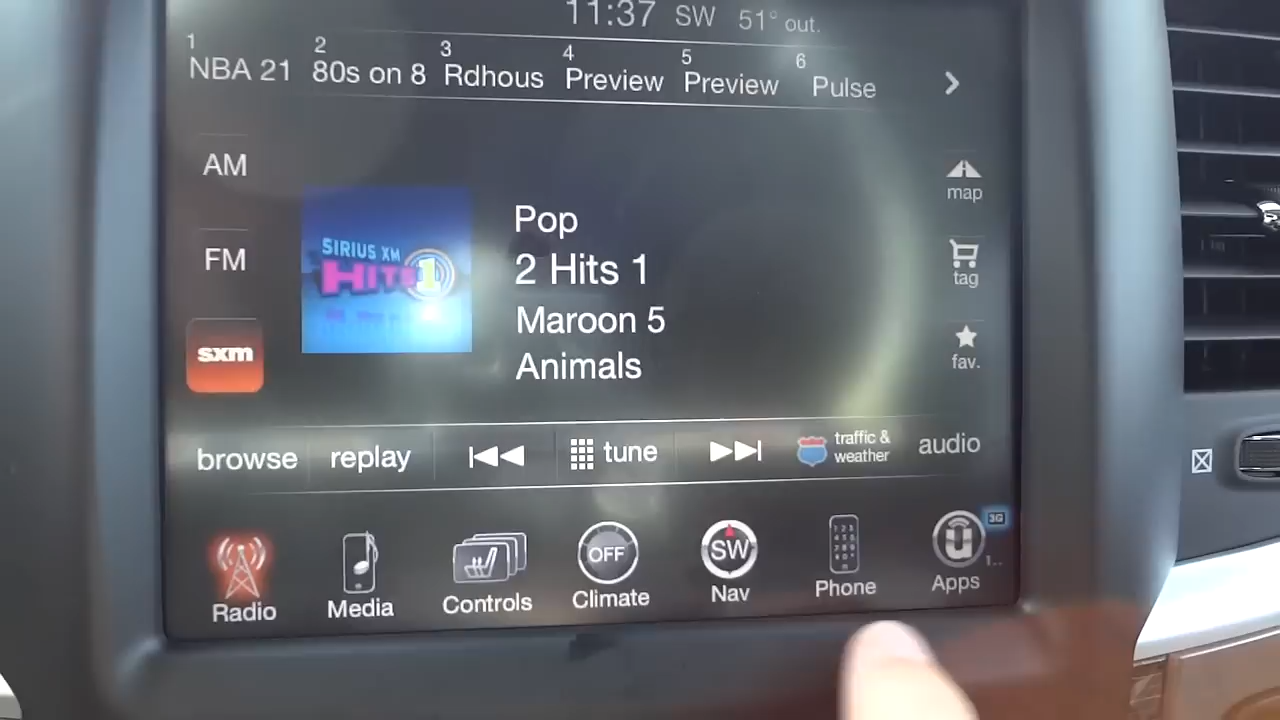 11:37 SW 51° out.
1 2 3 4 5 6
NBA 21 80s on 8 Rdhous Preview Preview Pulse
AM
map
Pop
FM
SIRIUS XM
HITS 1
2 Hits 1
tag
Maroon 5
sxm
Animals
fav.
browse replay tune traffic & weather audio
OFF SW 3G
Radio Media Controls Climate Nav Phone Apps